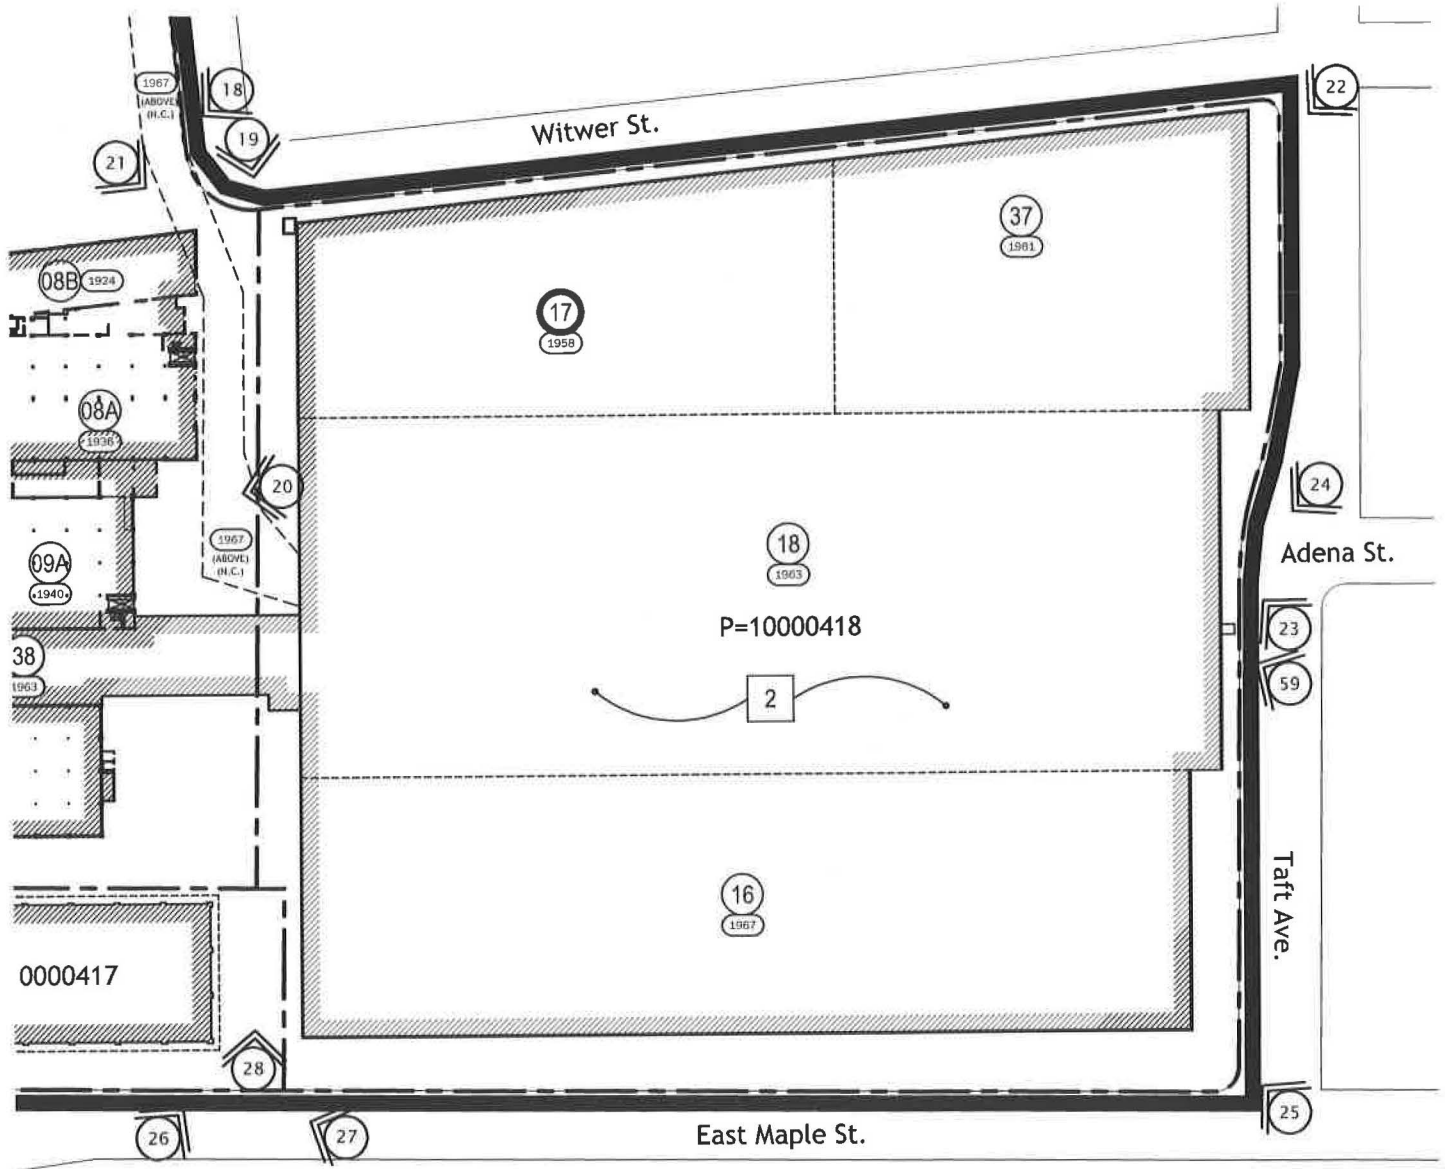 1967
(ABOVE)
(N.C.)
18
19
21
22
Witwer St.
37
1981
08B
1924
17
1958
08A
1936
20
24
1967
(ABOVE)
(N.C.)
18
1963
Adena St.
09A
1940
P=10000418
23
38
1963
59
2
16
1967
Taft Ave.
0000417
28
25
26
27
East Maple St.